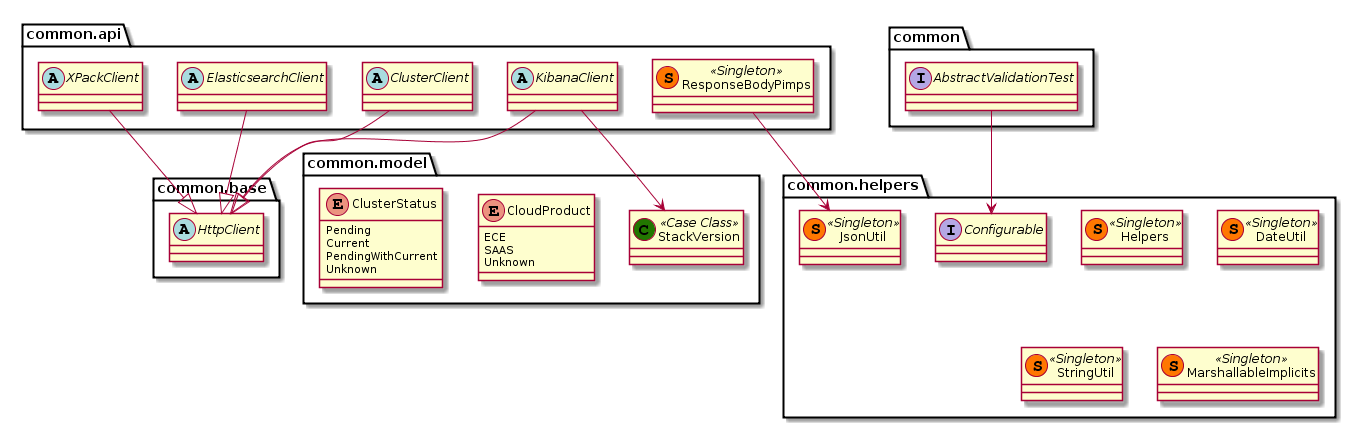 common.api
A XPackClient
A ElasticsearchClient
A ClusterClient
A KibanaClient
S «Singleton»
ResponseBodyPimps
common
I AbstractValidationTest
common.base
A HttpClient
common.model
E ClusterStatus
Pending
Current
PendingWithCurrent
Unknown
E CloudProduct
ECE
SAAS
Unknown
C «Case Class»
StackVersion
common.helpers
S «Singleton»
JsonUtil
I Configurable
S «Singleton»
Helpers
S «Singleton»
DateUtil
S «Singleton»
StringUtil
S «Singleton»
MarshallableImplicits